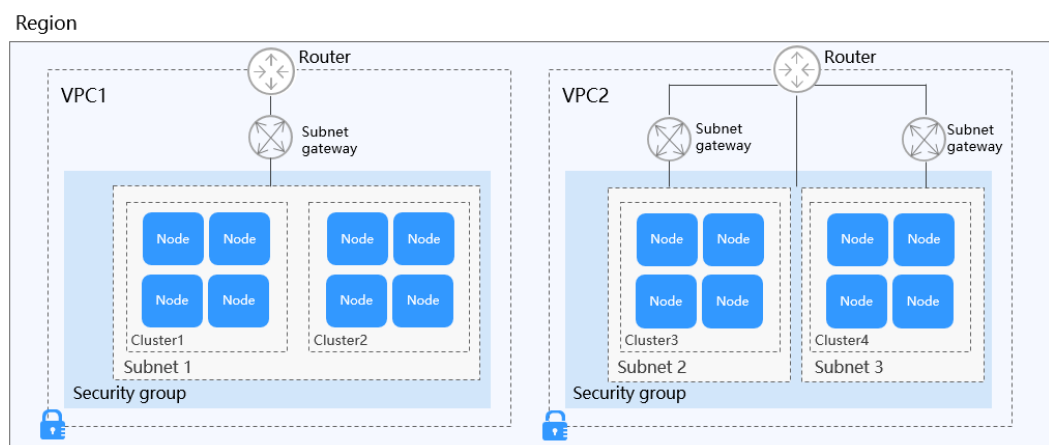 Region
Router
VPC1
Subnet
gateway
Node
Node
Node
Node
Node
Node
Node
Node
Cluster1
Cluster2
Subnet 1
Security group
Router
VPC2
Subnet
gateway
Subnet
gateway
Node
Node
Node
Node
Node
Node
Node
Node
Cluster3
Cluster4
Subnet 2
Subnet 3
Security group